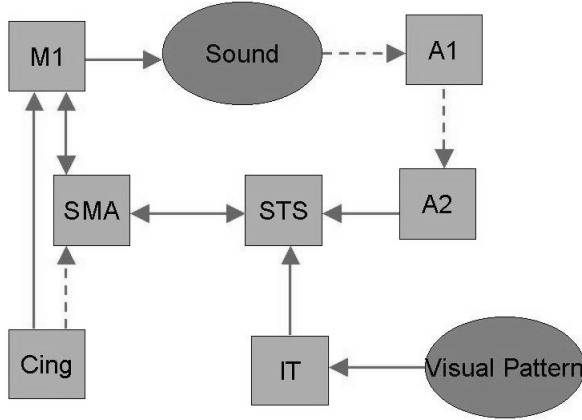 M1
Sound
A1
SMA
STS
A2
Cing
IT
Visual Pattern